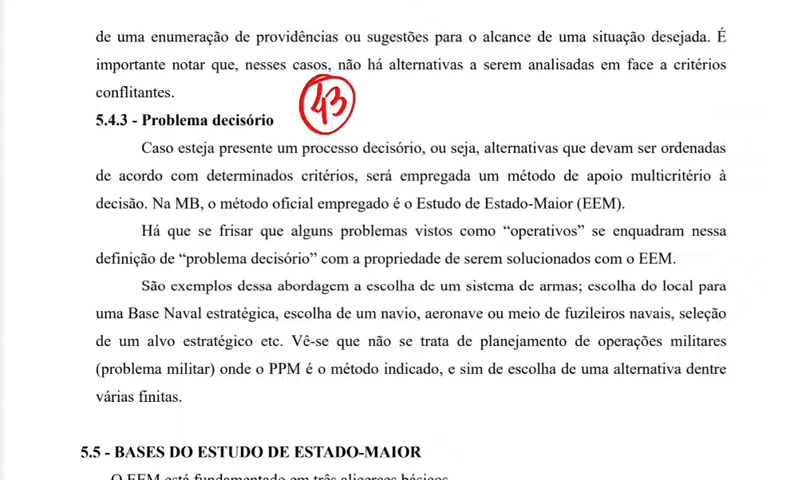 de uma enumeração de providências ou sugestões para o alcance de uma situação desejada. É
importante notar que, nesses casos, não há alternativas a serem analisadas em face a critérios
conflitantes.
43
5.4.3 - Problema decisório
Caso esteja presente um processo decisório, ou seja, alternativas que devam ser ordenadas
de acordo com determinados critérios, será empregada um método de apoio multicritério à
decisão. Na MB, o método oficial empregado é o Estudo de Estado-Maior (EEM).
Há que se frisar que alguns problemas vistos como “operativos” se enquadram nessa
definição de “problema decisório” com a propriedade de serem solucionados com o EEM.
São exemplos dessa abordagem a escolha de um sistema de armas; escolha do local para
uma Base Naval estratégica, escolha de um navio, aeronave ou meio de fuzileiros navais, seleção
de um alvo estratégico etc. Vê-se que não se trata de planejamento de operações militares
(problema militar) onde o PPM é o método indicado, e sim de escolha de uma alternativa dentre
várias finitas.
5.5 - BASES DO ESTUDO DE ESTADO-MAIOR
O EEM está fundamentado em três alicerces básicos